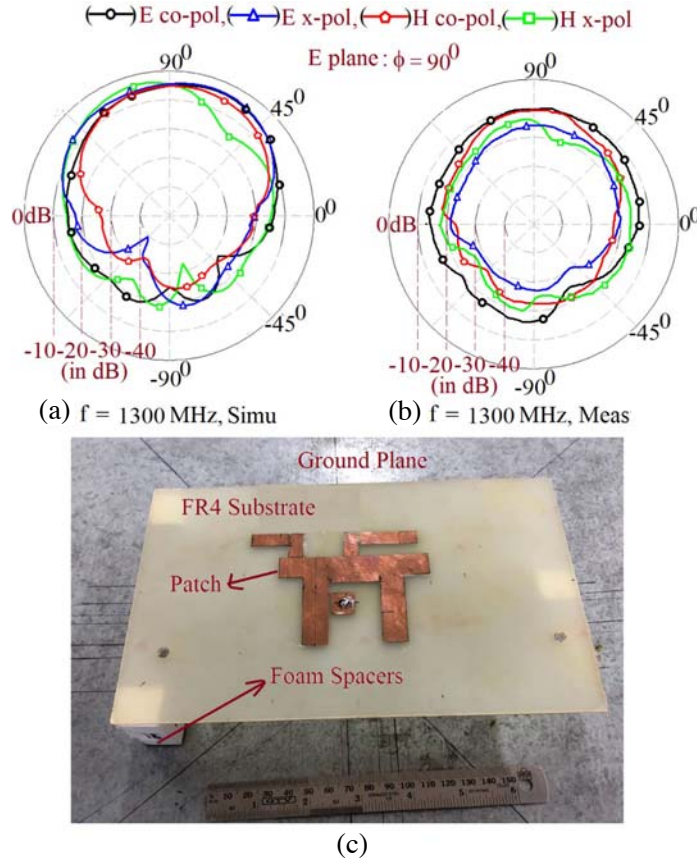 (-o-)E co-pol,(-△-)E x-pol,(-⬠-)H co-pol,(-□-)H x-pol
E plane : ϕ = 90⁰
90⁰
45⁰
0dB
0⁰
-45⁰
-10-20-30-40
(in dB)
-90⁰
(a) f = 1300 MHz, Simu
90⁰
45⁰
0dB
0⁰
-45⁰
-10-20-30-40
(in dB)
-90⁰
(b) f = 1300 MHz, Meas
Ground Plane
FR4 Substrate
Patch
Foam Spacers
(c)